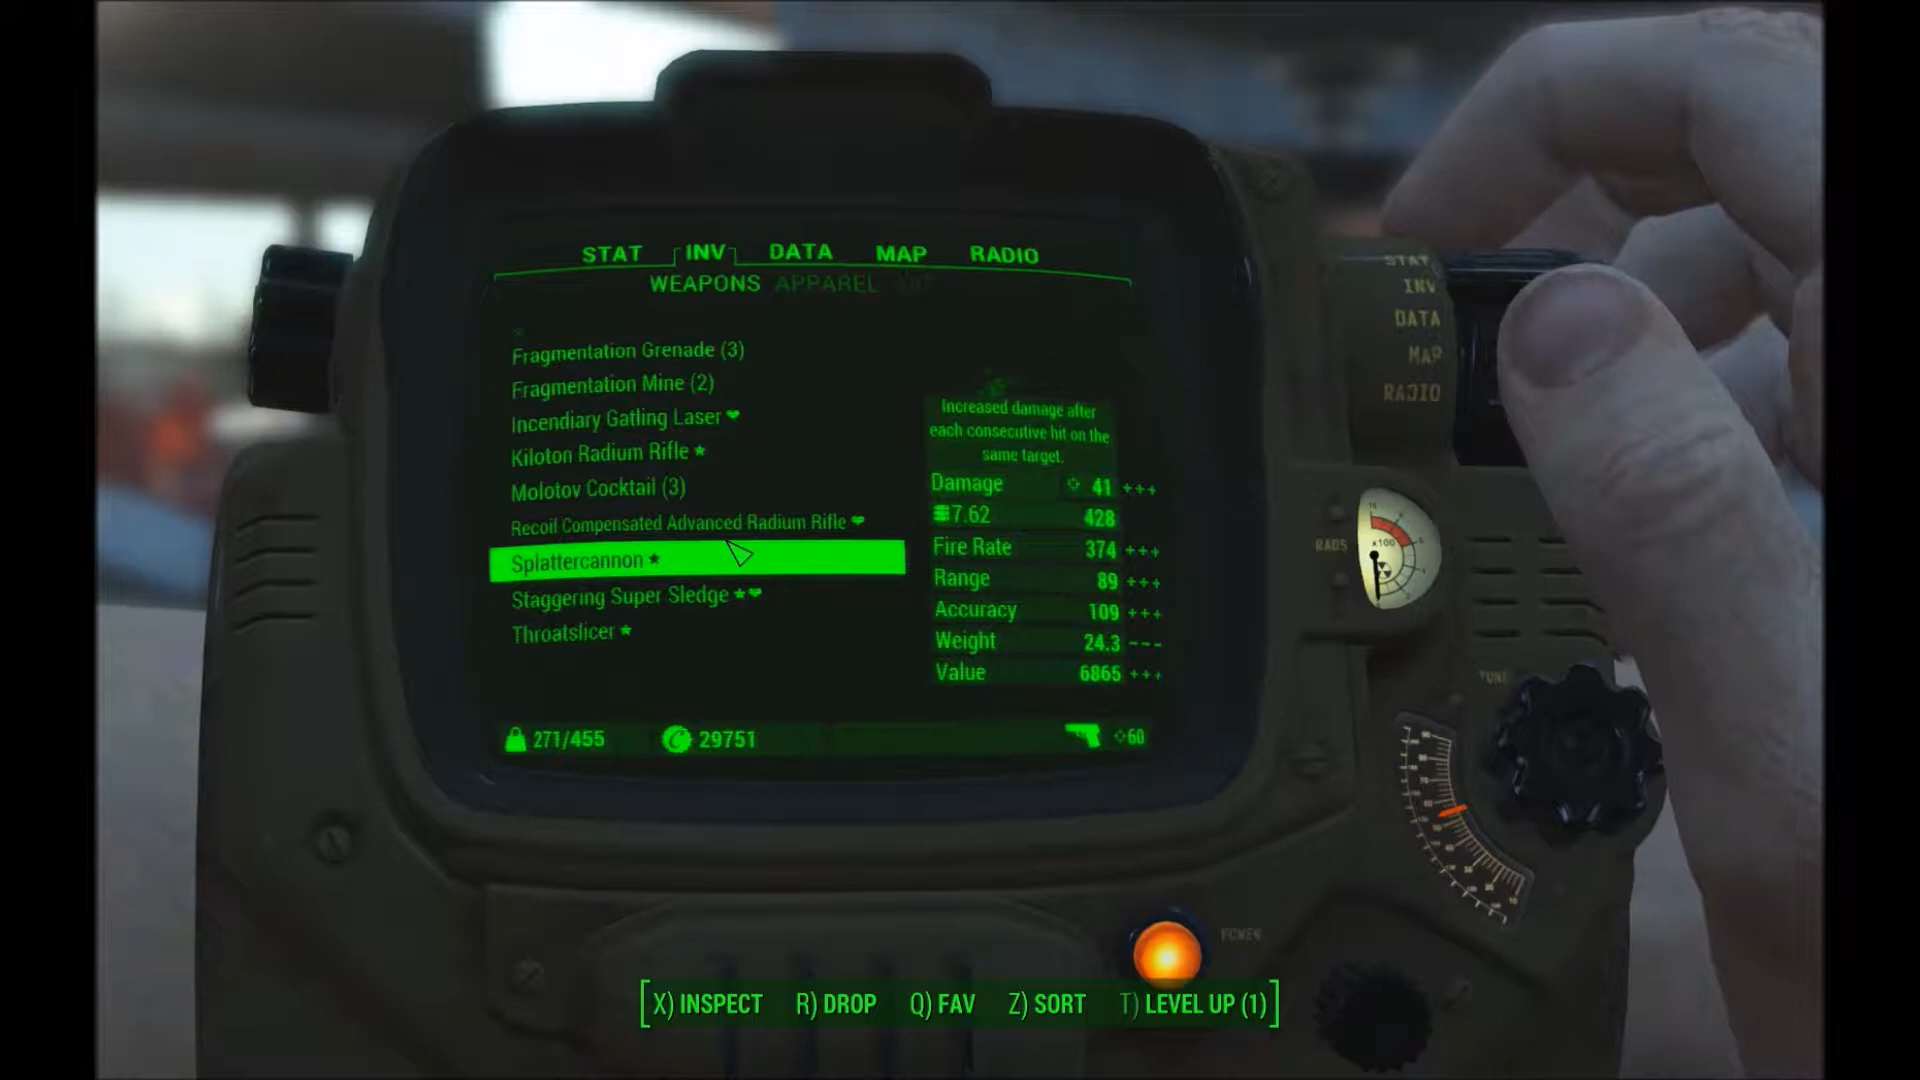 STAT INV DATA MAP RADIO
WEAPONS APPAREL
Fragmentation Grenade (3)
Fragmentation Mine (2)
Incendiary Gatling Laser
Kiloton Radium Rifle
Molotov Cocktail (3)
Recoil Compensated Advanced Radium Rifle
Splattercannon
Staggering Super Sledge
Throatslicer
Increased damage after
each consecutive hit on the
same target.
Damage 41 +++
7.62 428
Fire Rate 374 +++
Range 89 +++
Accuracy 109 +++
Weight 24.3 ---
Value 6865 +++
271/455 29751 60
STAT
INV
DATA
MAP
RADIO
RADS
x100
TUNE
POWER
[X) INSPECT R) DROP Q) FAV Z) SORT T) LEVEL UP (1)]